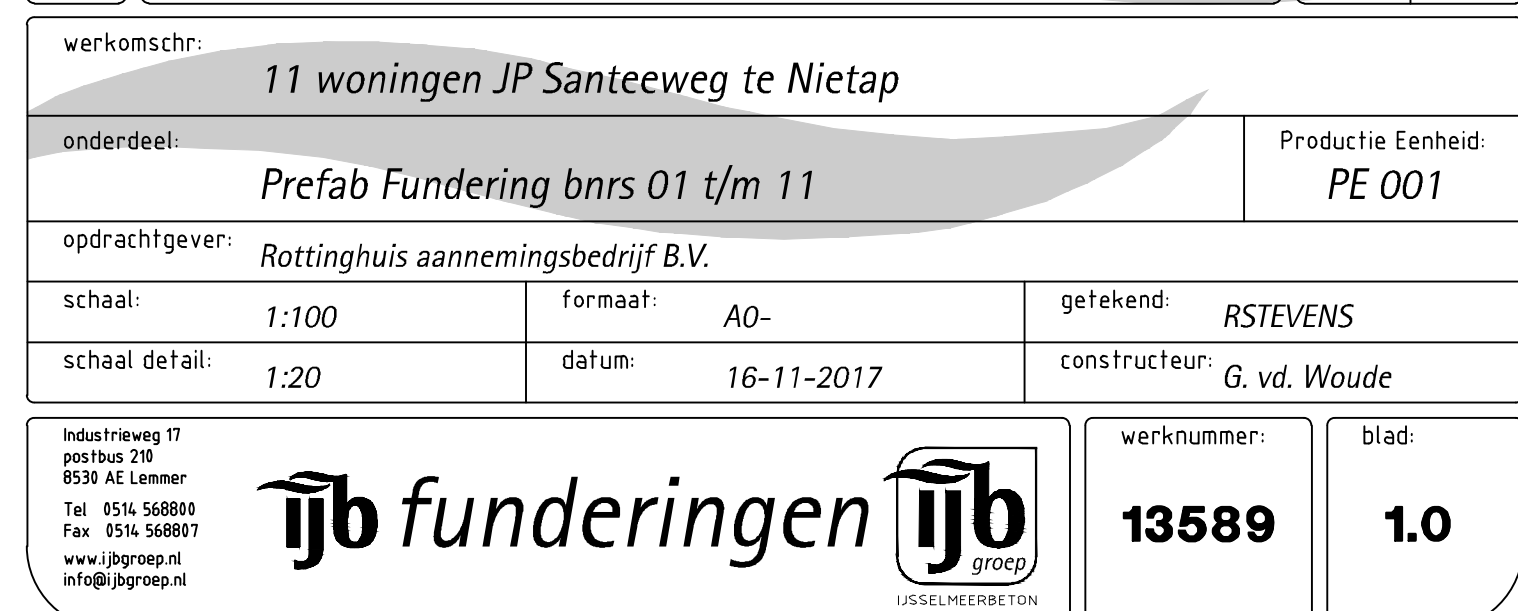 werkomschr:
11 woningen JP Santeeweg te Nietap
onderdeel:
Prefab Fundering bnrs 01 t/m 11
Productie Eenheid:
PE 001
opdrachtgever:
Rottinghuis aannemingsbedrijf B.V.
schaal:
1:100
formaat:
A0-
getekend:
RSTEVENS
schaal detail:
1:20
datum:
16-11-2017
constructeur:
G. vd. Woude
Industrieweg 17
postbus 210
8530 AE Lemmer
Tel 0514 568800
Fax 0514 568807
www.ijbgroep.nl
info@ijbgroep.nl
ijb funderingen
ijb
groep
IJSSELMEERBETON
werknummer:
13589
blad:
1.0